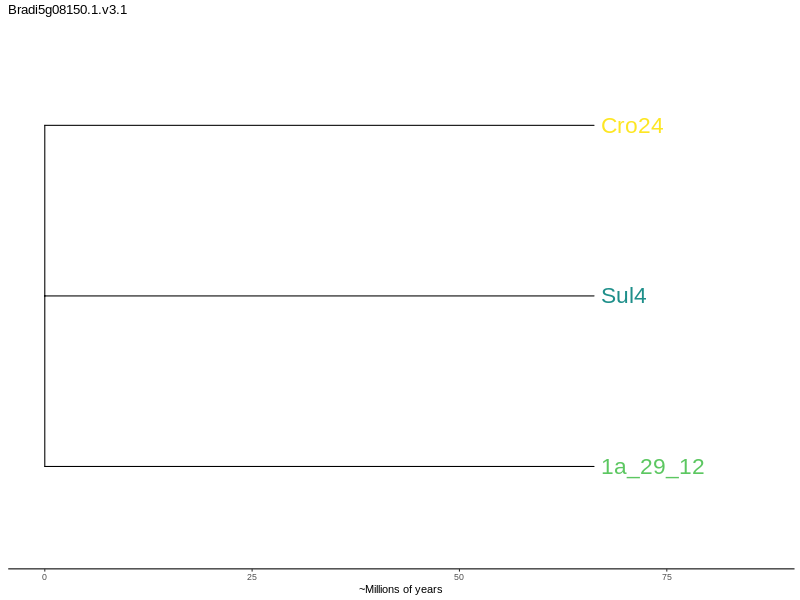 Bradi5g08150.1.v3.1
Cro24
Sul4
1a_29_12
0 25 50 75
~Millions of years